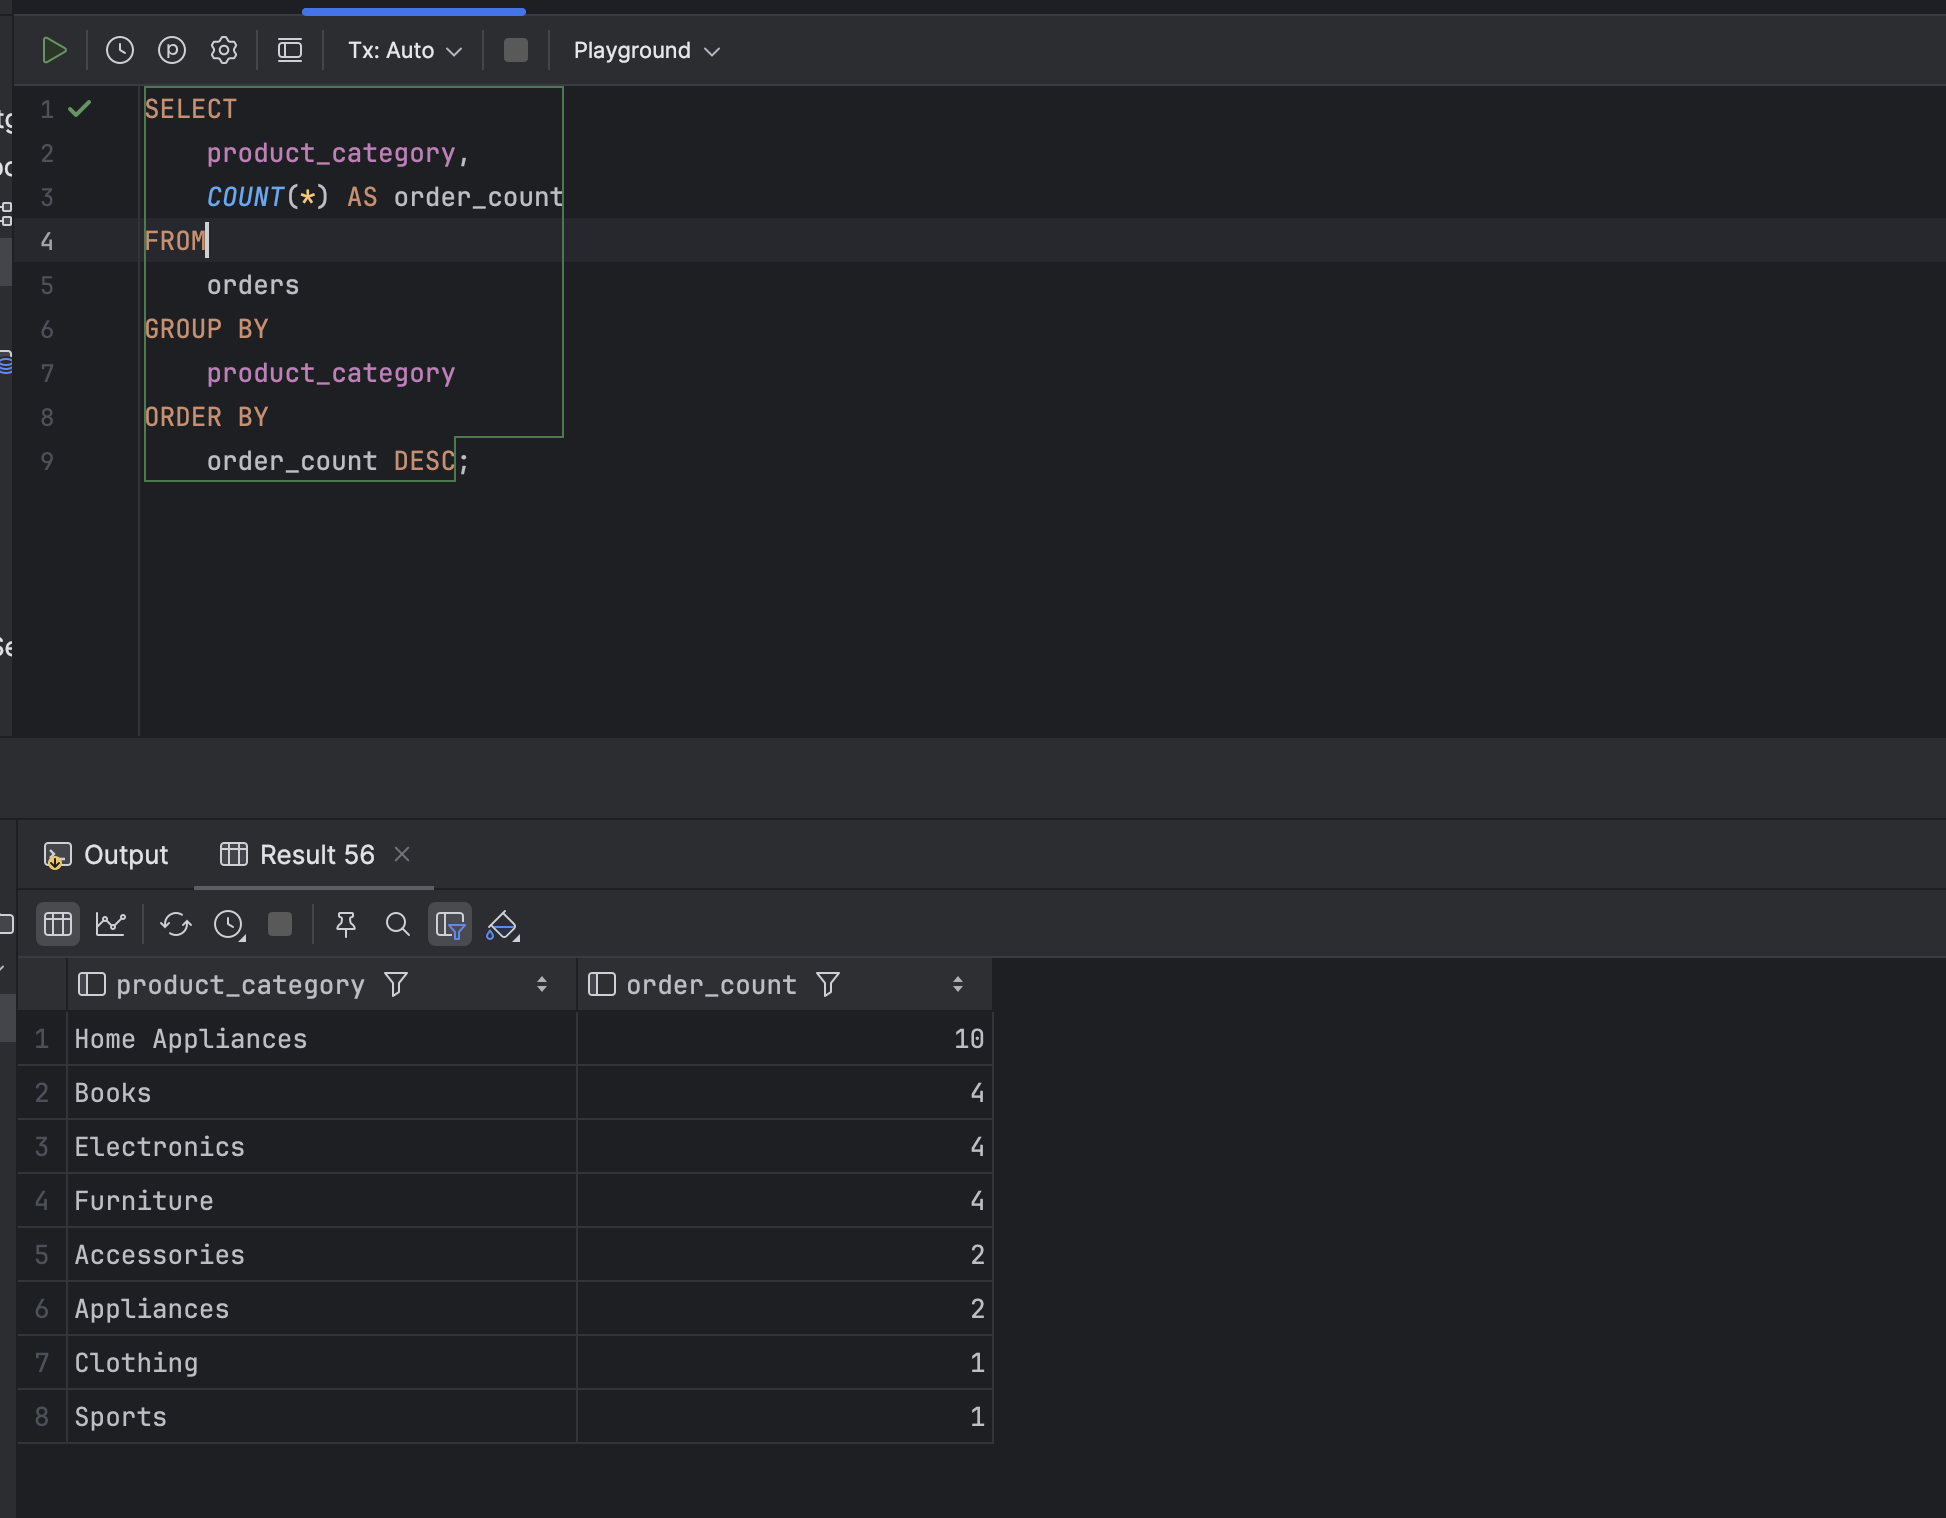 Tx: Auto Playground
1 SELECT
2 product_category,
3 COUNT(*) AS order_count
4 FROM
5 orders
6 GROUP BY
7 product_category
8 ORDER BY
9 order_count DESC;
Output Result 56
product_category order_count
1 Home Appliances 10
2 Books 4
3 Electronics 4
4 Furniture 4
5 Accessories 2
6 Appliances 2
7 Clothing 1
8 Sports 1